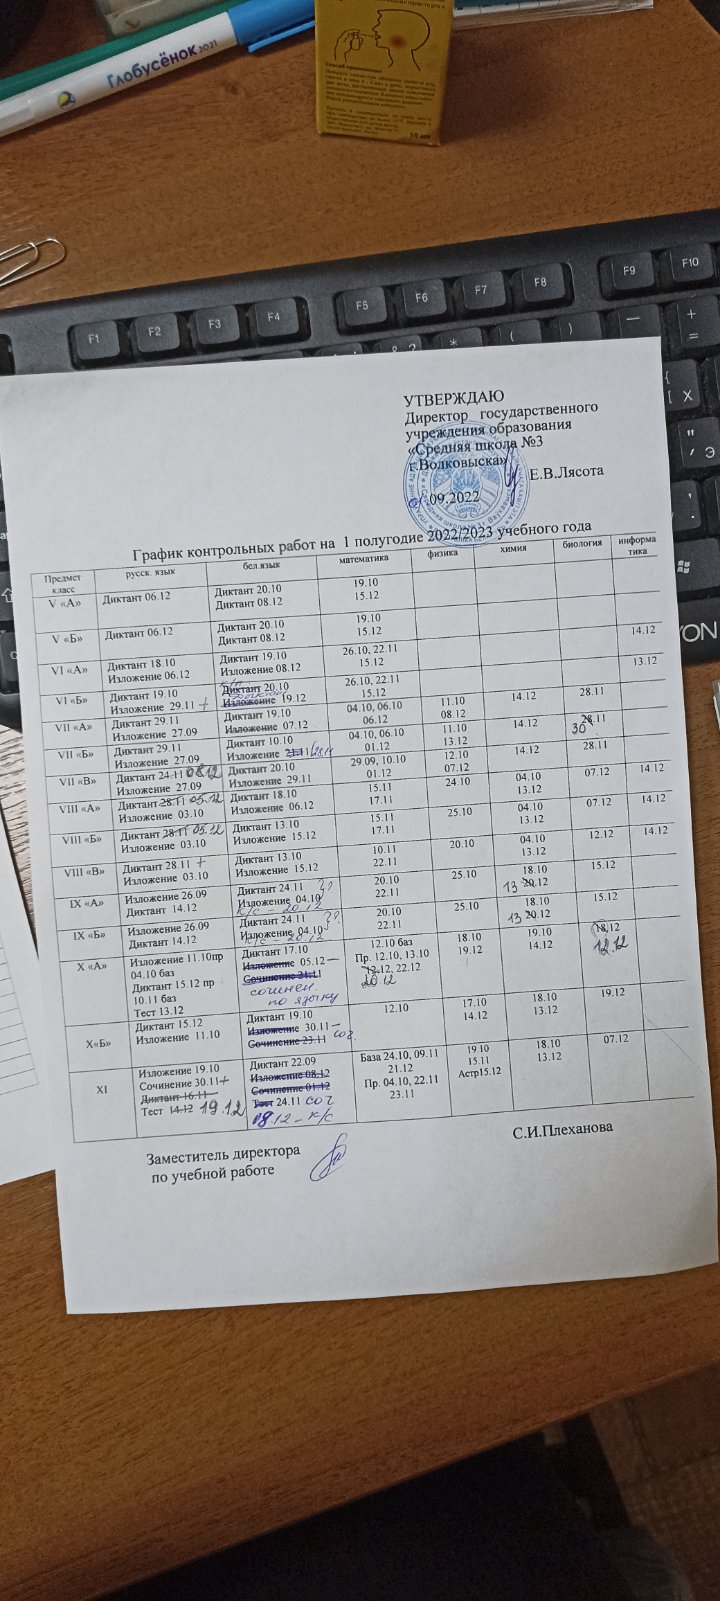 Глобусёнок 2021
Способ применения
10 мл
F1 F2 F3 F4 F5 F6 F7 F8 F9 F10
УТВЕРЖДАЮ
Директор государственного
учреждения образования
«Средняя школа №3
г.Волковыска»
Е.В.Лясота
.09.2022
График контрольных работ на 1 полугодие 2022/2023 учебного года
Предмет класс русск. язык бел.язык математика физика химия биология информатика
V «А» Диктант 06.12 Диктант 20.10 19.10
Диктант 08.12 15.12
V «Б» Диктант 06.12 Диктант 20.10 19.10
Диктант 08.12 15.12
VI «А» Диктант 18.10 Диктант 19.10 26.10, 22.11 14.12
Изложение 06.12 Изложение 08.12 15.12
VI «Б» Диктант 19.10 Диктант 20.10 26.10, 22.11 13.12
Изложение 29.11 + Изложение 19.12 15.12
VII «А» Диктант 29.11 Диктант 19.10 04.10, 06.10 11.10 14.12 28.11
Изложение 27.09 Изложение 07.12 06.12 08.12
VII «Б» Диктант 29.11 Диктант 10.10 04.10, 06.10 11.10 14.12 28.11
Изложение 27.09 Изложение 21.11 /28.11 01.12 13.12 30
VII «В» Диктант 24.11 08.12 Диктант 20.10 29.09, 10.10 12.10 14.12 28.11
Изложение 27.09 Изложение 29.11 01.12 07.12
VIII «А» Диктант 28.11 05.12 Диктант 18.10 15.11 24.10 04.10 07.12 14.12
Изложение 03.10 Изложение 06.12 17.11 13.12
VIII «Б» Диктант 28.11 05.12 Диктант 13.10 15.11 25.10 04.10 07.12 14.12
Изложение 03.10 Изложение 15.12 17.11 13.12
VIII «В» Диктант 28.11 + Диктант 13.10 10.11 20.10 04.10 12.12 14.12
Изложение 03.10 Изложение 15.12 22.11 13.12
IX «А» Изложение 26.09 Диктант 24.11 ?? 20.10 25.10 18.10 15.12
Диктант 14.12 Изложение 04.10 22.11 13 20.12
к/с – 20.12
IX «Б» Изложение 26.09 Диктант 24.11 ?? 20.10 25.10 18.10 15.12
Диктант 14.12 Изложение 04.10 22.11 13 20.12
к/с – 20.12
X «А» Изложение 11.10пр Диктант 17.10 12.10 баз 18.10 19.10 18.12
04.10 баз Изложение 05.12 – Пр. 12.10, 13.10 19.12 14.12 12.12
Диктант 15.12 пр Сочинение 21.11 12.12, 22.12
10.11 баз сочинен. 20.12
Тест 13.12 по языку
X«Б» Диктант 15.12 Диктант 19.10 12.10 17.10 18.10 19.12
Изложение 11.10 Изложение 30.11 – соч. 14.12 13.12
Сочинение 23.11
XI Изложение 19.10 Диктант 22.09 База 24.10, 09.11 19.10 18.10 07.12
Сочинение 30.11+ Изложение 08.12 21.12 15.11 13.12
Диктант 16.11 Сочинение 01.12 Пр. 04.10, 22.11 Астр15.12
Тест 14.12 19.12 Тест 24.11 соч 23.11
08.12 – к/с
Заместитель директора
по учебной работе
С.И.Плеханова